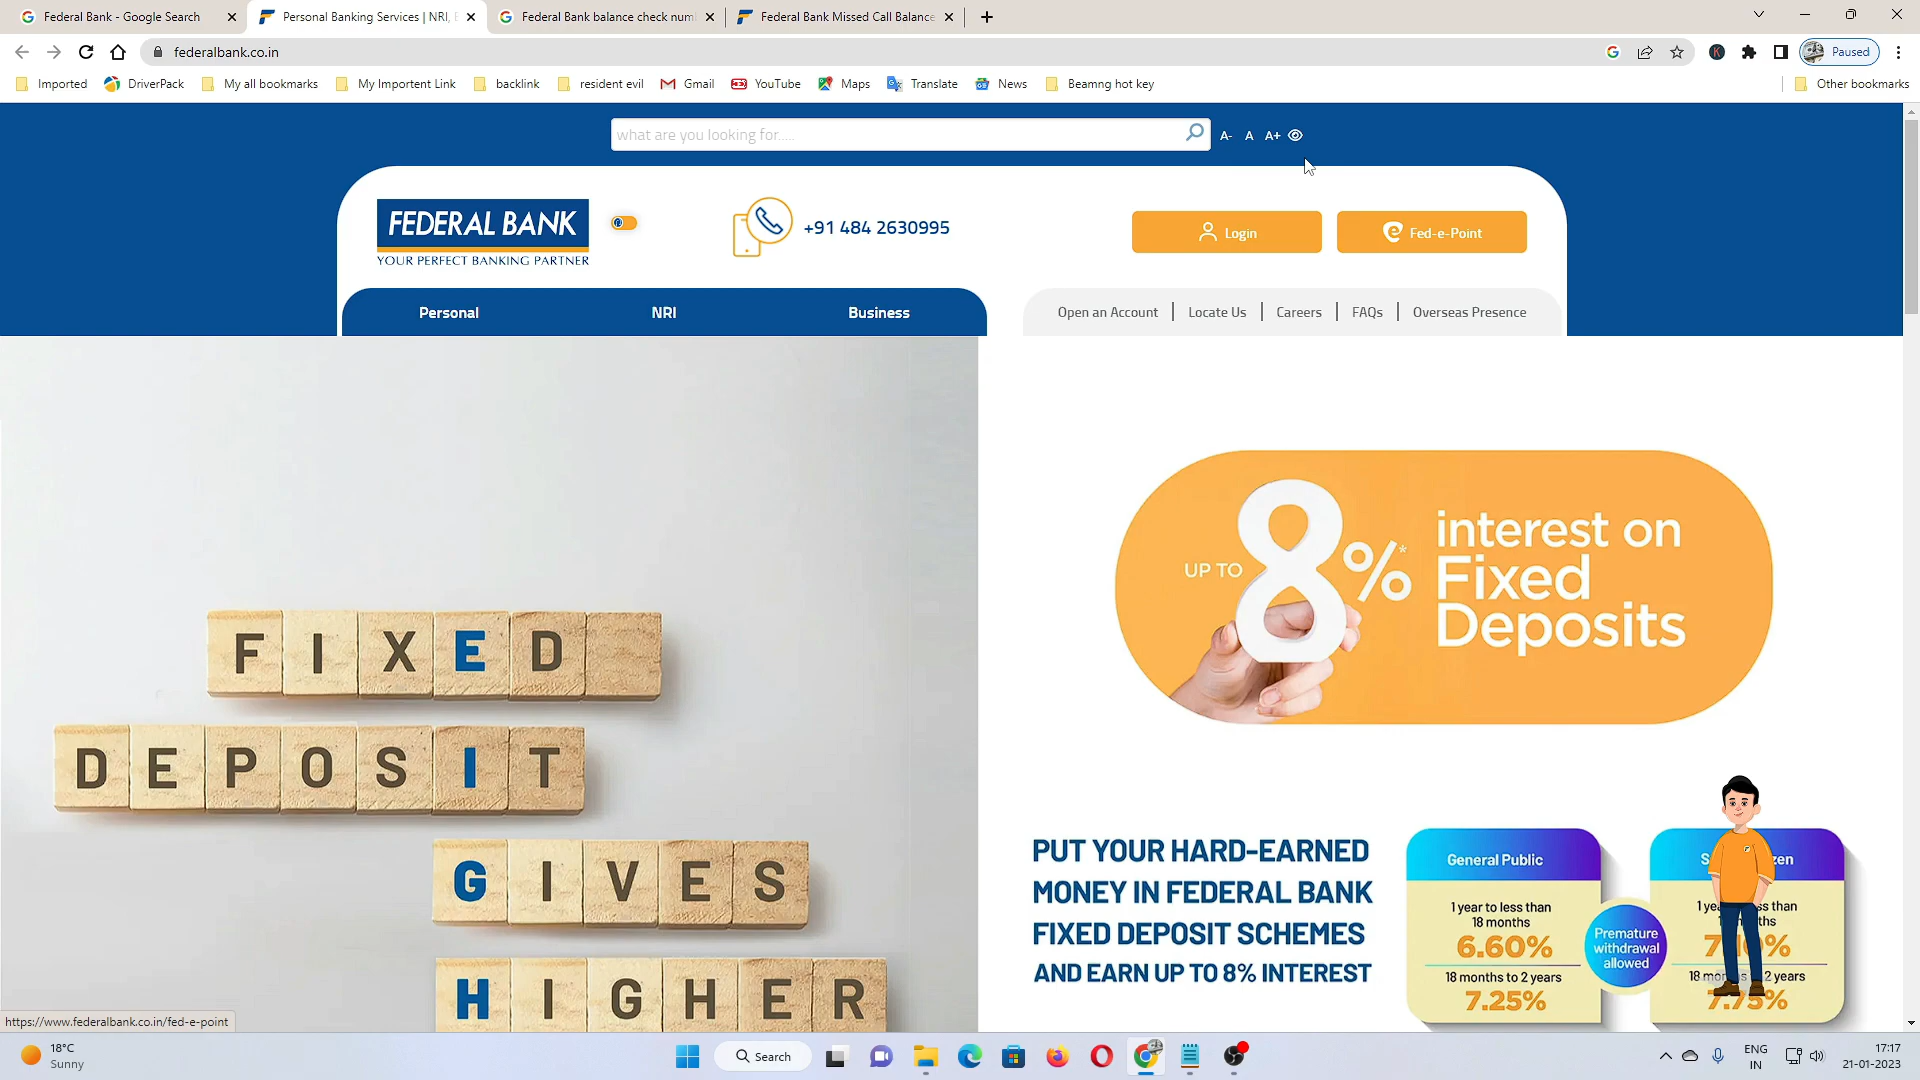 Federal Bank - Google Search
Personal Banking Services | NRI,
Federal Bank balance check num
Federal Bank Missed Call Balance
federalbank.co.in
Paused
Imported
DriverPack
My all bookmarks
My Importent Link
backlink
resident evil
Gmail
YouTube
Maps
Translate
News
Beamng hot key
Other bookmarks
what are you looking for.....
A-
A
A+
FEDERAL BANK
YOUR PERFECT BANKING PARTNER
+91 484 2630995
Login
Fed-e-Point
Personal
NRI
Business
Open an Account
Locate Us
Careers
FAQs
Overseas Presence
FIXED
DEPOSIT
GIVES
HIGHER
UP TO
8%*
interest on
Fixed
Deposits
PUT YOUR HARD-EARNED
MONEY IN FEDERAL BANK
FIXED DEPOSIT SCHEMES
AND EARN UP TO 8% INTEREST
General Public
1 year to less than
18 months
6.60%
18 months to 2 years
7.25%
Premature
withdrawal
allowed
2 years
7.75%
https://www.federalbank.co.in/fed-e-point
18°C
Sunny
Search
ENG
IN
17:17
21-01-2023